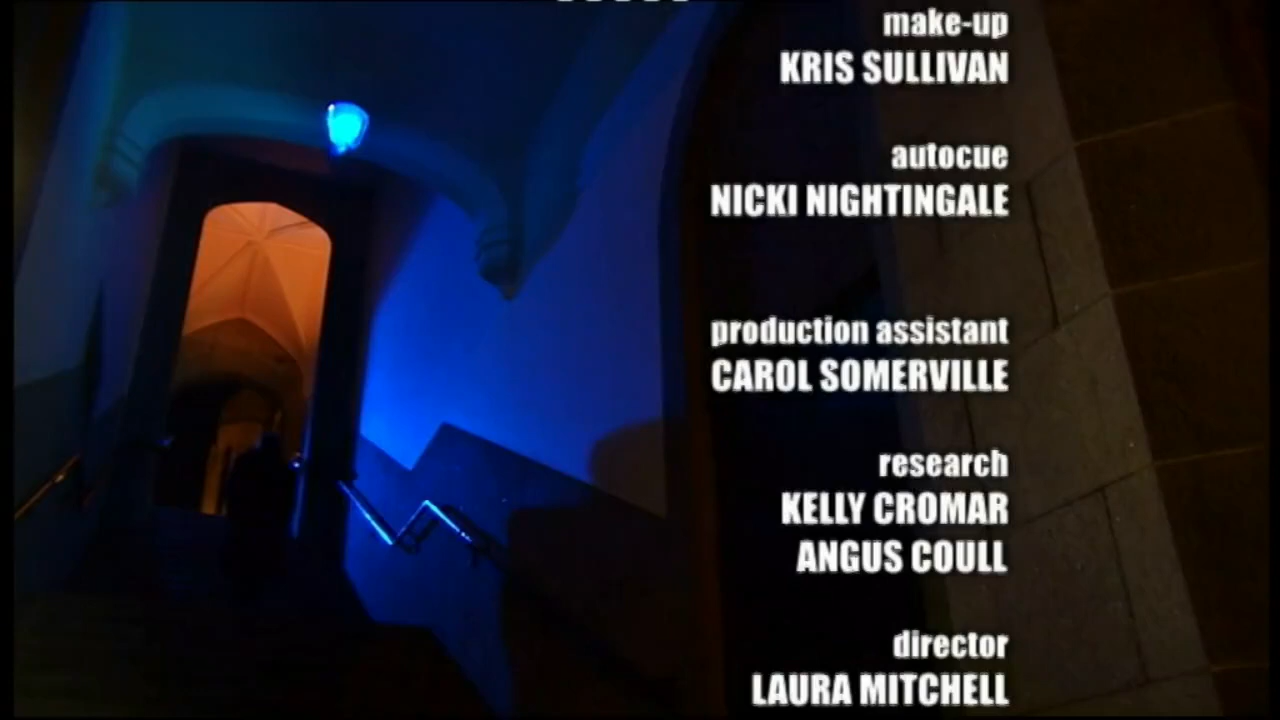 make-up
KRIS SULLIVAN
autocue
NICKI NIGHTINGALE
production assistant
CAROL SOMERVILLE
research
KELLY CROMAR
ANGUS COULL
director
LAURA MITCHELL